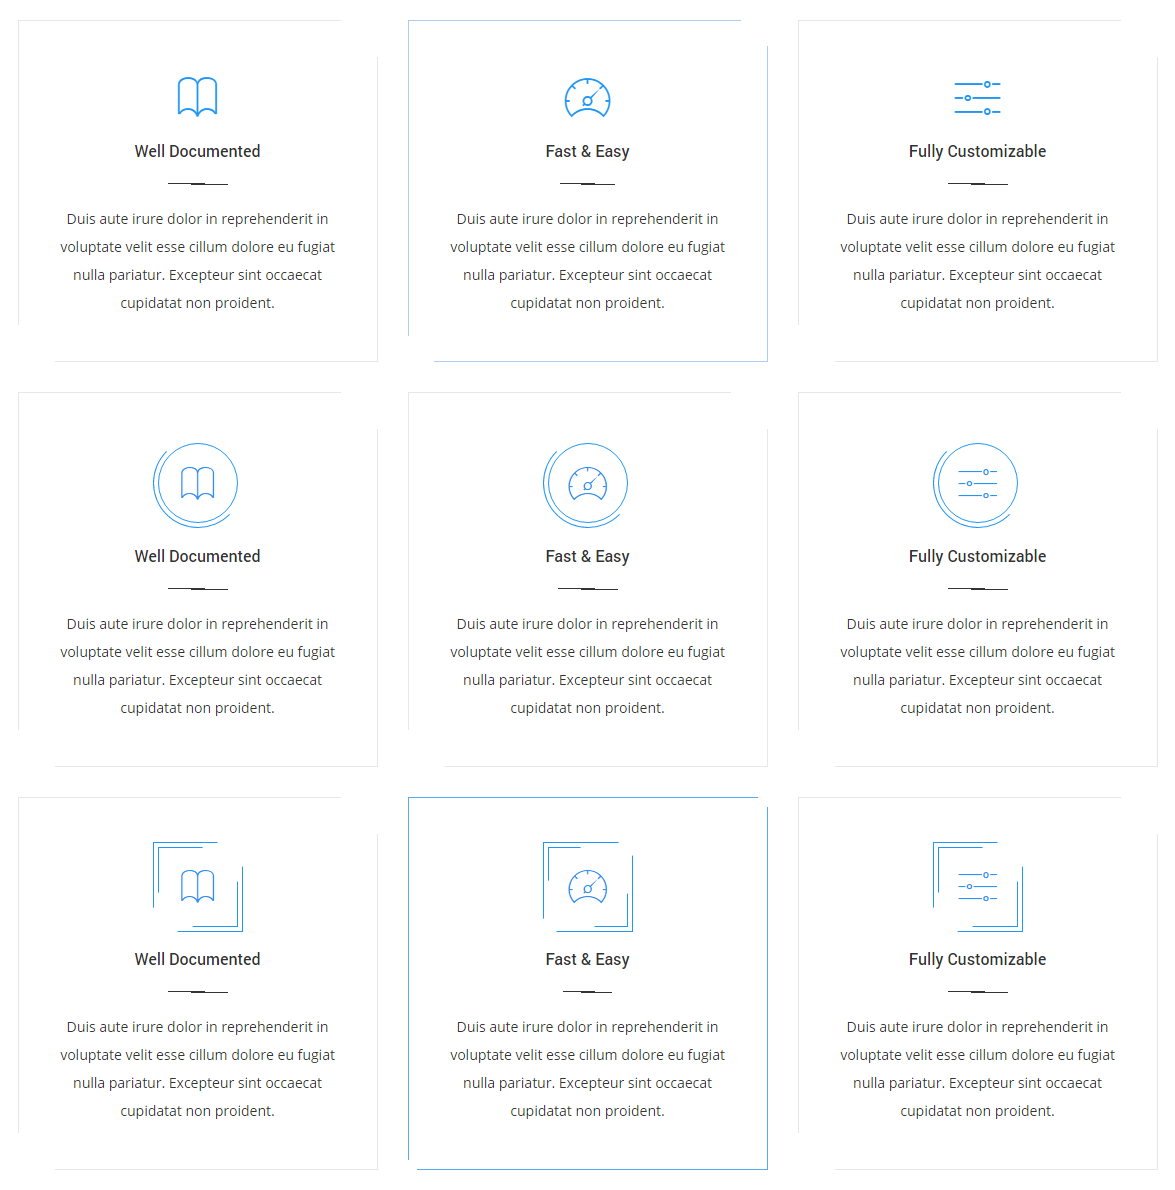 Well Documented
Duis aute irure dolor in reprehenderit in
voluptate velit esse cillum dolore eu fugiat
nulla pariatur. Excepteur sint occaecat
cupidatat non proident.
Fast & Easy
Duis aute irure dolor in reprehenderit in
voluptate velit esse cillum dolore eu fugiat
nulla pariatur. Excepteur sint occaecat
cupidatat non proident.
Fully Customizable
Duis aute irure dolor in reprehenderit in
voluptate velit esse cillum dolore eu fugiat
nulla pariatur. Excepteur sint occaecat
cupidatat non proident.
Well Documented
Duis aute irure dolor in reprehenderit in
voluptate velit esse cillum dolore eu fugiat
nulla pariatur. Excepteur sint occaecat
cupidatat non proident.
Fast & Easy
Duis aute irure dolor in reprehenderit in
voluptate velit esse cillum dolore eu fugiat
nulla pariatur. Excepteur sint occaecat
cupidatat non proident.
Fully Customizable
Duis aute irure dolor in reprehenderit in
voluptate velit esse cillum dolore eu fugiat
nulla pariatur. Excepteur sint occaecat
cupidatat non proident.
Well Documented
Duis aute irure dolor in reprehenderit in
voluptate velit esse cillum dolore eu fugiat
nulla pariatur. Excepteur sint occaecat
cupidatat non proident.
Fast & Easy
Duis aute irure dolor in reprehenderit in
voluptate velit esse cillum dolore eu fugiat
nulla pariatur. Excepteur sint occaecat
cupidatat non proident.
Fully Customizable
Duis aute irure dolor in reprehenderit in
voluptate velit esse cillum dolore eu fugiat
nulla pariatur. Excepteur sint occaecat
cupidatat non proident.